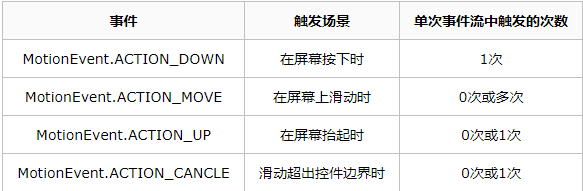 事件 触发场景 单次事件流中触发的次数
MotionEvent.ACTION_DOWN 在屏幕按下时 1次
MotionEvent.ACTION_MOVE 在屏幕上滑动时 0次或多次
MotionEvent.ACTION_UP 在屏幕抬起时 0次或1次
MotionEvent.ACTION_CANCLE 滑动超出控件边界时 0次或1次